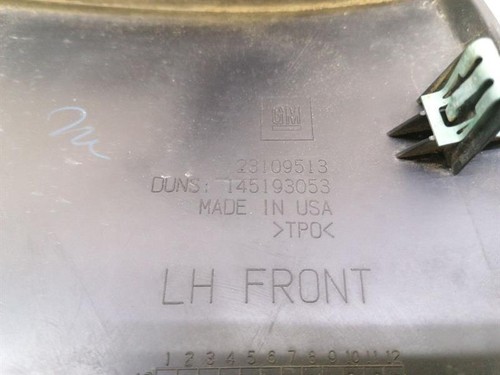 GM
23109513
DUNS: 145193053
MADE IN USA
>TPO<
LH FRONT
1 2 3 4 5 6 7 8 9 10 11 12